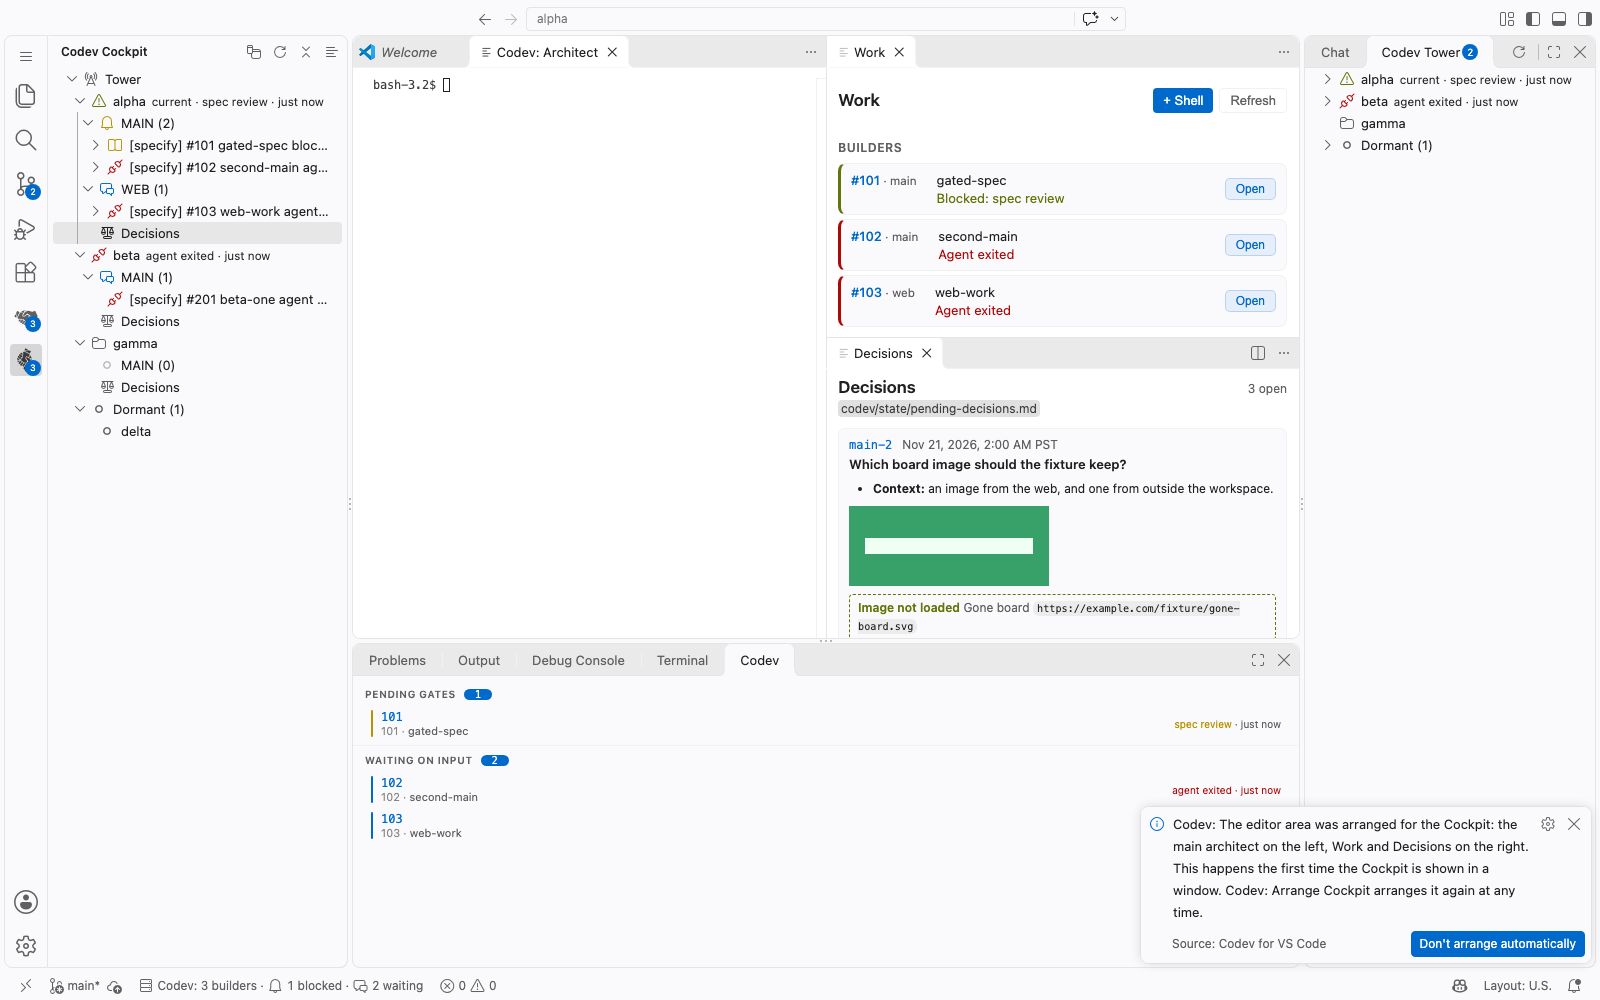 alpha
Codev Cockpit
Tower
alpha current · spec review · just now
MAIN (2)
[specify] #101 gated-spec bloc...
[specify] #102 second-main ag...
WEB (1)
[specify] #103 web-work agent...
Decisions
beta agent exited · just now
MAIN (1)
[specify] #201 beta-one agent ...
Decisions
gamma
MAIN (0)
Decisions
Dormant (1)
delta
2
3
3
Welcome
Codev: Architect
bash-3.2$
Work
Work
+ Shell
Refresh
BUILDERS
#101 · main
gated-spec
Blocked: spec review
Open
#102 · main
second-main
Agent exited
Open
#103 · web
web-work
Agent exited
Open
Decisions
Decisions
3 open
codev/state/pending-decisions.md
main-2 Nov 21, 2026, 2:00 AM PST
Which board image should the fixture keep?
• Context: an image from the web, and one from outside the workspace.
Image not loaded Gone board https://example.com/fixture/gone-
board.svg
Problems
Output
Debug Console
Terminal
Codev
PENDING GATES 1
101
101 · gated-spec
spec review · just now
WAITING ON INPUT 2
102
102 · second-main
agent exited · just now
103
103 · web-work
Chat
Codev Tower 2
alpha current · spec review · just now
beta agent exited · just now
gamma
Dormant (1)
Codev: The editor area was arranged for the Cockpit: the
main architect on the left, Work and Decisions on the right.
This happens the first time the Cockpit is shown in a
window. Codev: Arrange Cockpit arranges it again at any
time.
Source: Codev for VS Code
Don't arrange automatically
main*
Codev: 3 builders · 1 blocked · 2 waiting
0 0
Layout: U.S.